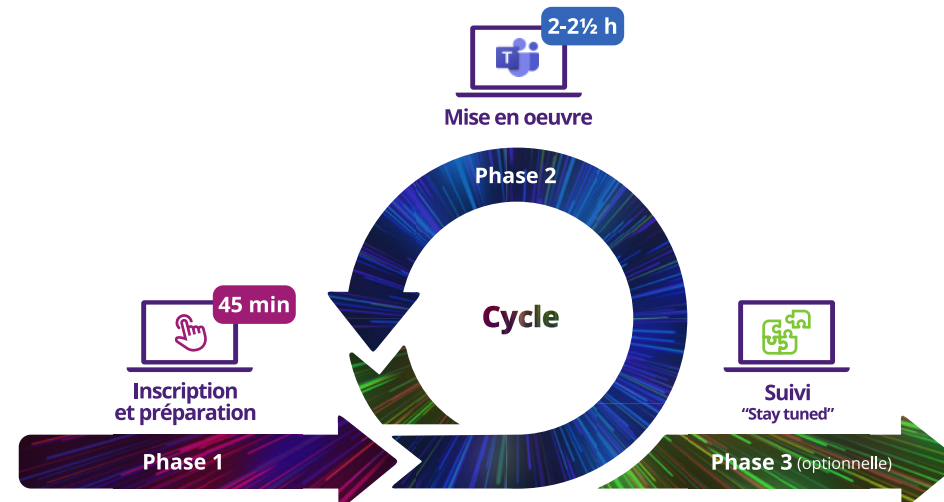 2-2½ h
T
Mise en oeuvre
Phase 2
Cycle
45 min
Inscription
et préparation
Phase 1
Suivi
“Stay tuned”
Phase 3 (optionnelle)